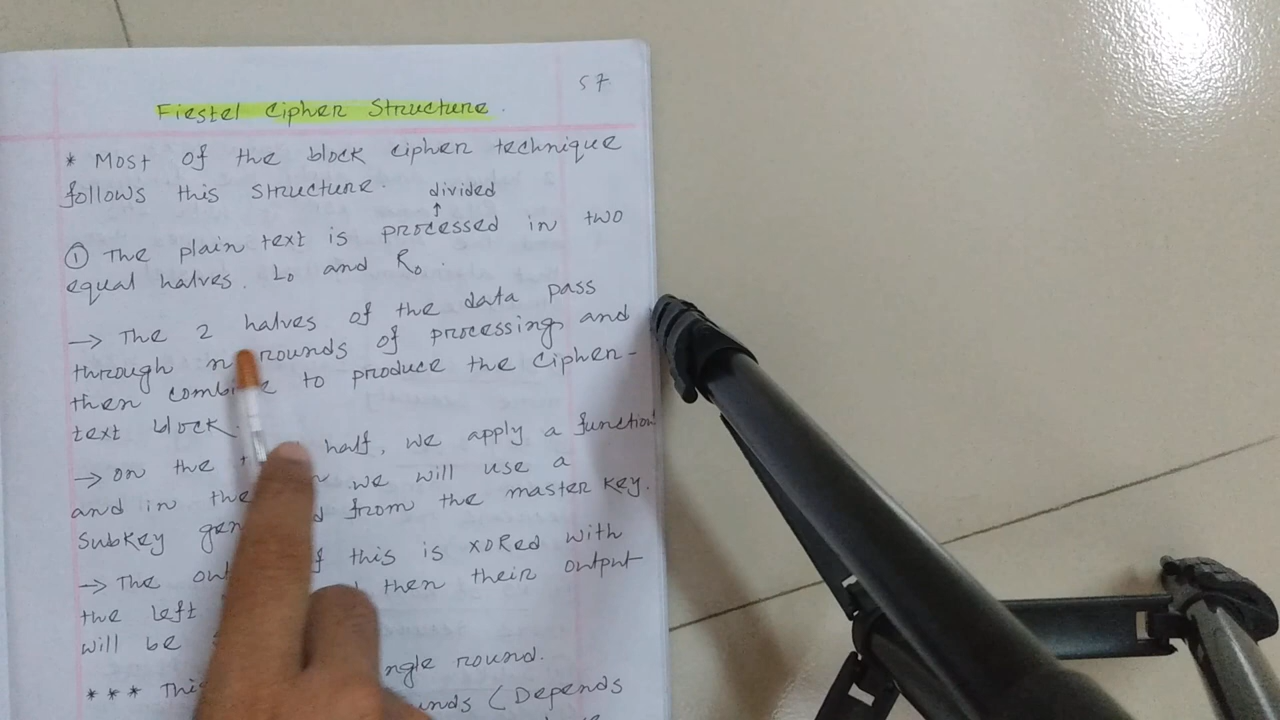 57
Fiestel Cipher Structure.
* Most of the block cipher technique
follows this structure.
divided
① The plain text is processed in two
equal halves. L0 and R0.
→ The 2 halves of the data pass
through n rounds of processing and
then combine to produce the cipher-
text block.
→ on the half, we apply a function
and in the we will use a
subkey from the master key.
→ The of this is XORed with
the left then their output
will be
*** This single round.
(Depends